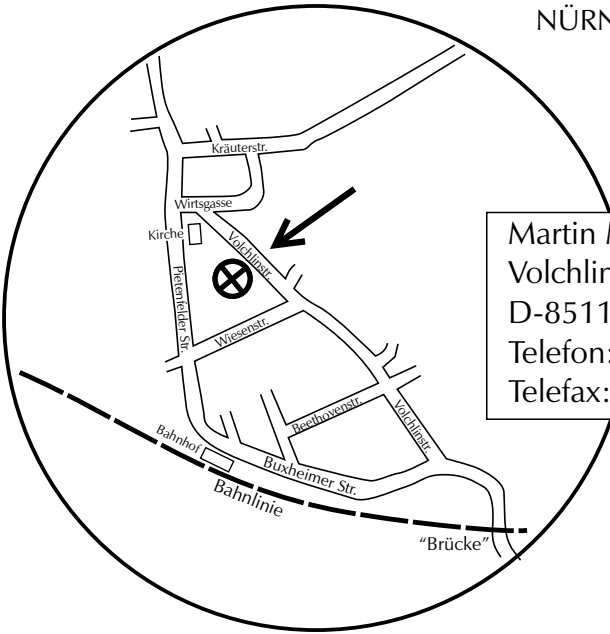 NÜRN
Kräuterstr.
Wirtsgasse
Kirche
Volchlinstr.
Pietenfelder Str.
Wiesenstr.
Martin
Volchlin
D-8511
Telefon:
Telefax:
Beethovenstr.
Volchlinstr.
Bahnhof
Buxheimer Str.
Bahnlinie
“Brücke”